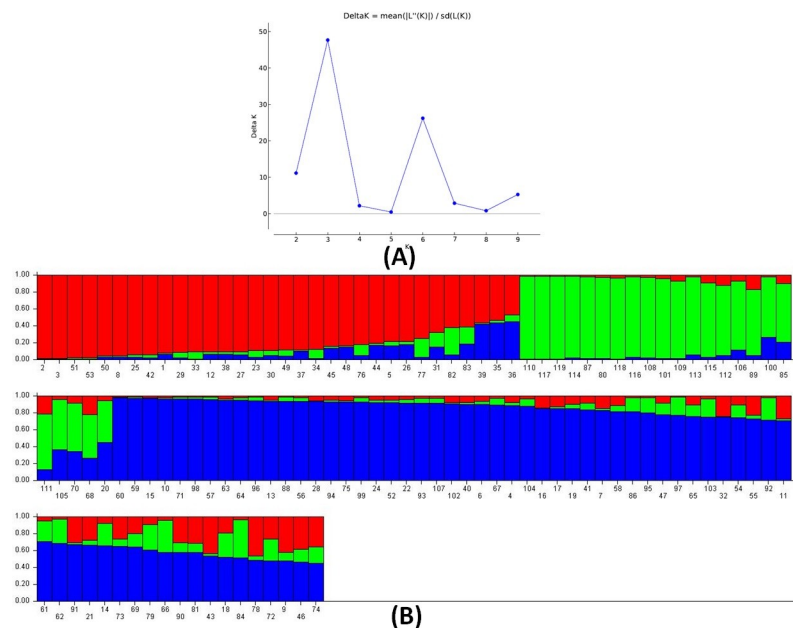 DeltaK = mean(|L''(K)|) / sd(L(K))
50
40
30
20
10
0
Delta K
2 3 4 5 6 7 8 9
K
(A)
1.00
0.80
0.60
0.40
0.20
0.00
2 51 50 25 1 33 38 23 49 34 48 44 26 31 83 35 110 119 87 118 108 109 115 106 100
3 53 8 42 29 12 27 30 37 45 76 5 77 82 39 36 117 114 80 116 101 113 112 89 85
1.00
0.80
0.60
0.40
0.20
0.00
111 70 20 59 10 98 63 96 88 28 75 24 22 107 40 67 104 17 41 58 95 97 103 54 92
105 68 60 15 71 57 64 13 56 94 99 52 93 102 6 4 16 19 7 86 47 65 32 55 11
1.00
0.80
0.60
0.40
0.20
0.00
61 91 14 69 66 81 18 78 9 74
62 21 73 79 90 43 84 72 46
(B)